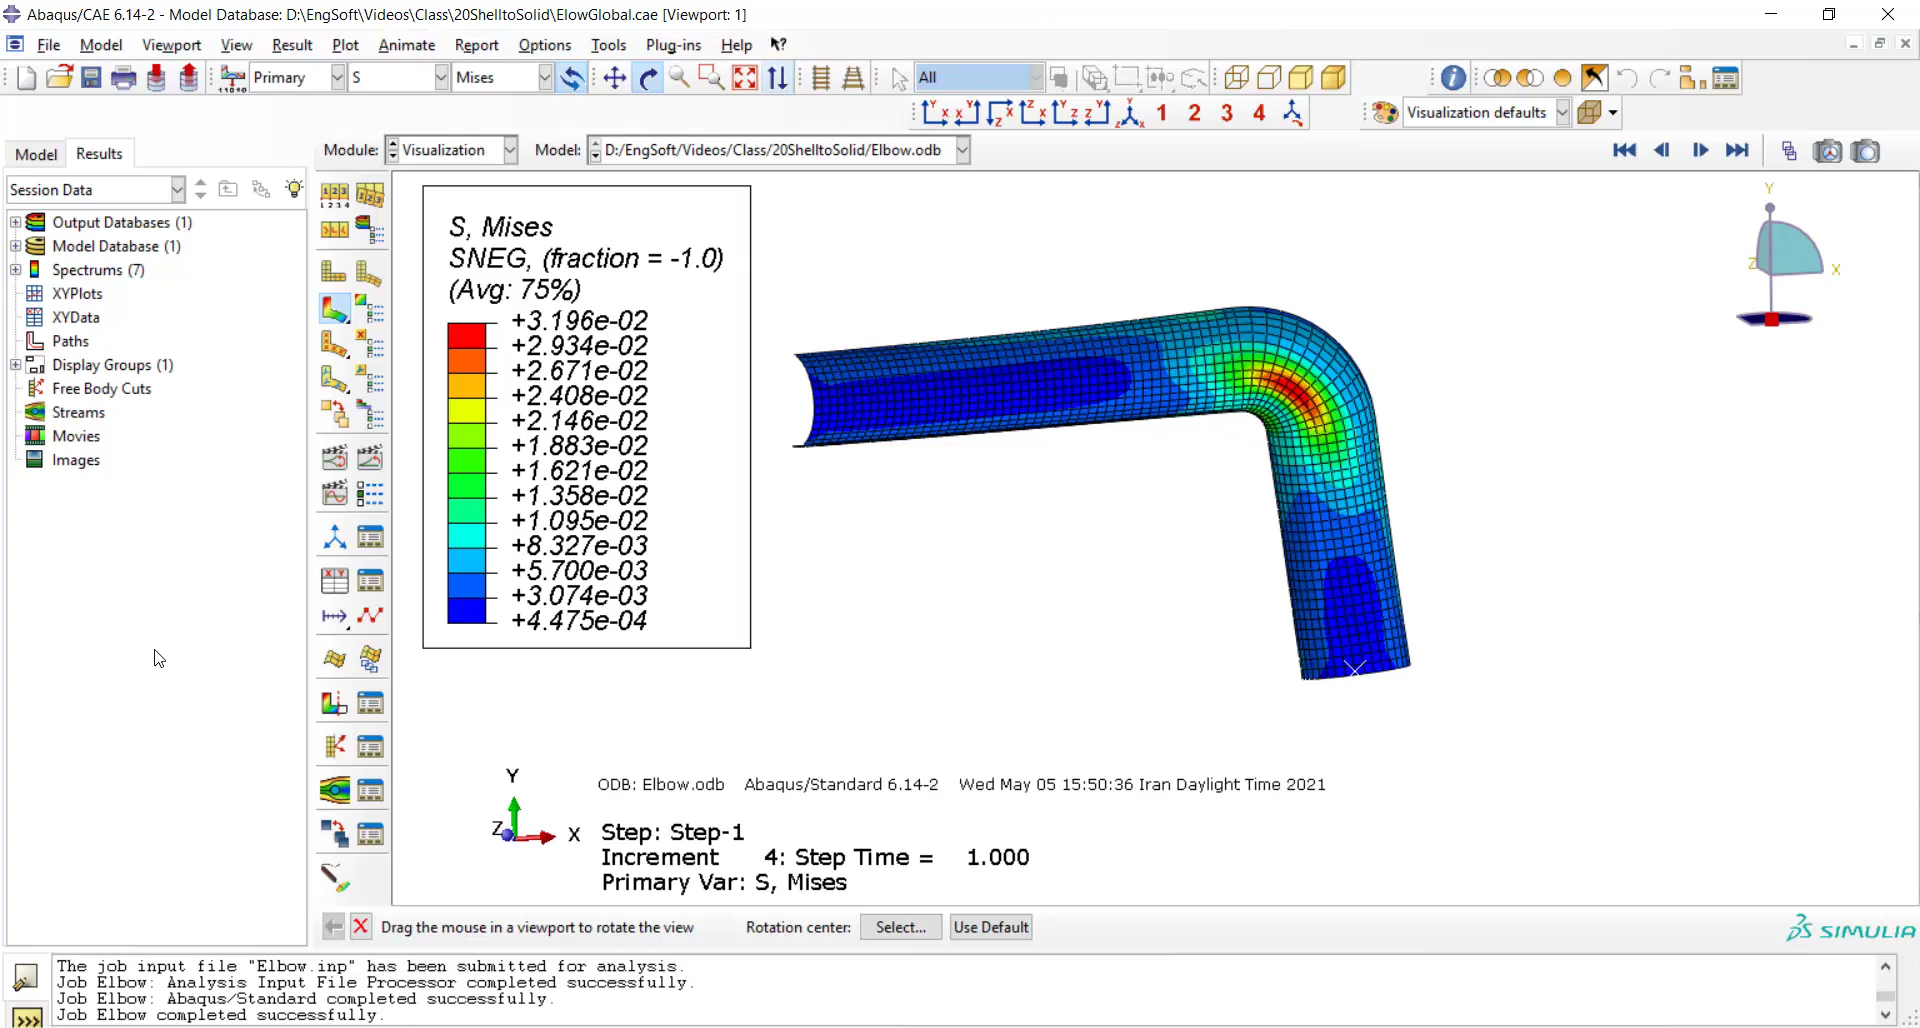 Abaqus/CAE 6.14-2 - Model Database: D:\EngSoft\Videos\Class\20ShelltoSolid\ElowGlobal.cae [Viewport: 1]
File Model Viewport View Result Plot Animate Report Options Tools Plug-ins Help
Primary S Mises All
1 2 3 4 Visualization defaults
Model Results Module: Visualization Model: D:/EngSoft/Videos/Class/20ShelltoSolid/Elbow.odb
Session Data
Output Databases (1)
Model Database (1)
Spectrums (7)
XYPlots
XYData
Paths
Display Groups (1)
Free Body Cuts
Streams
Movies
Images
S, Mises
SNEG, (fraction = -1.0)
(Avg: 75%)
+3.196e-02
+2.934e-02
+2.671e-02
+2.408e-02
+2.146e-02
+1.883e-02
+1.621e-02
+1.358e-02
+1.095e-02
+8.327e-03
+5.700e-03
+3.074e-03
+4.475e-04
Y
Z X
Y
Z X
ODB: Elbow.odb Abaqus/Standard 6.14-2 Wed May 05 15:50:36 Iran Daylight Time 2021
Step: Step-1
Increment 4: Step Time = 1.000
Primary Var: S, Mises
Drag the mouse in a viewport to rotate the view Rotation center: Select... Use Default
SIMULIA
The job input file "Elbow.inp" has been submitted for analysis.
Job Elbow: Analysis Input File Processor completed successfully.
Job Elbow: Abaqus/Standard completed successfully.
Job Elbow completed successfully.
>>>